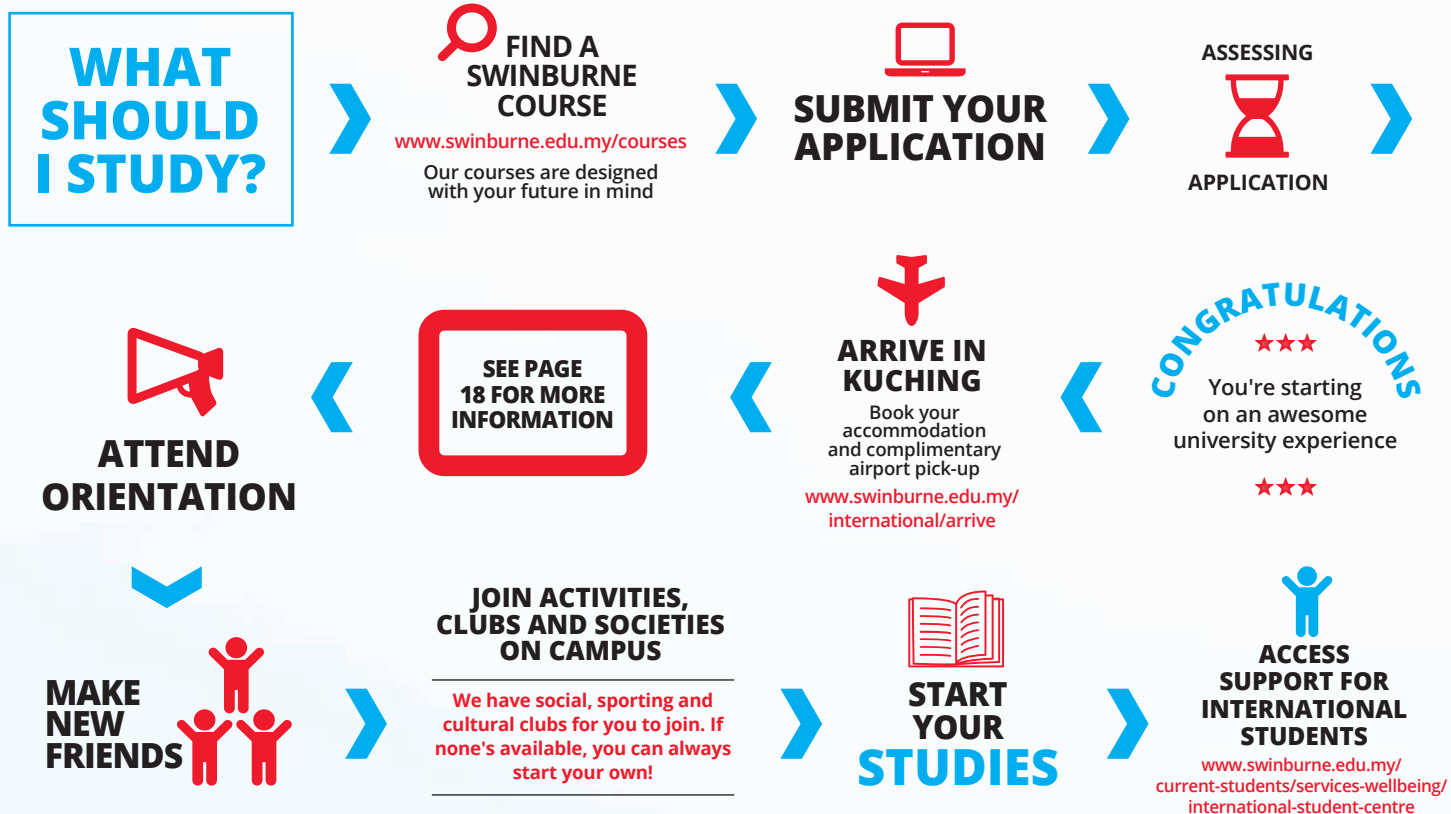 WHAT
SHOULD
I STUDY?
FIND A
SWINBURNE
COURSE
www.swinburne.edu.my/courses
Our courses are designed
with your future in mind
SUBMIT YOUR
APPLICATION
ASSESSING
APPLICATION
CONGRATULATIONS
You're starting
on an awesome
university experience
ARRIVE IN
KUCHING
Book your
accommodation
and complimentary
airport pick-up
www.swinburne.edu.my/
international/arrive
SEE PAGE
18 FOR MORE
INFORMATION
ATTEND
ORIENTATION
MAKE
NEW
FRIENDS
JOIN ACTIVITIES,
CLUBS AND SOCIETIES
ON CAMPUS
We have social, sporting and
cultural clubs for you to join. If
none's available, you can always
start your own!
START
YOUR
STUDIES
ACCESS
SUPPORT FOR
INTERNATIONAL
STUDENTS
www.swinburne.edu.my/
current-students/services-wellbeing/
international-student-centre